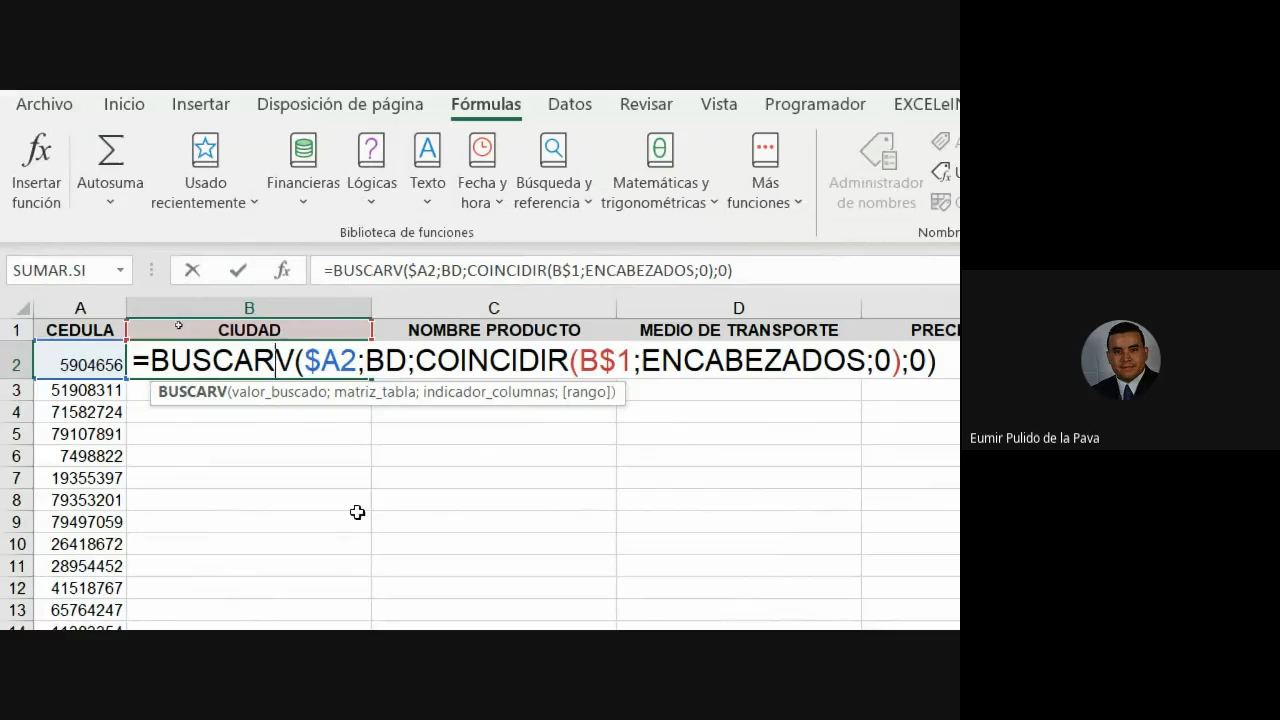 Archivo Inicio Insertar Disposición de página Fórmulas Datos Revisar Vista Programador EXCELeIN
Insertar función
Autosuma
Usado recientemente
Financieras
Lógicas
Texto
Fecha y hora
Búsqueda y referencia
Matemáticas y trigonométricas
Más funciones
Administrador de nombres
Biblioteca de funciones
Nomb
SUMAR.SI
fx
=BUSCARV($A2;BD;COINCIDIR(B$1;ENCABEZADOS;0);0)
A B C D
1 CEDULA CIUDAD NOMBRE PRODUCTO MEDIO DE TRANSPORTE PRECI
2 5904656 =BUSCARV($A2;BD;COINCIDIR(B$1;ENCABEZADOS;0);0)
BUSCARV(valor_buscado; matriz_tabla; indicador_columnas; [rango])
3 51908311
4 71582724
5 79107891
6 7498822
7 19355397
8 79353201
9 79497059
10 26418672
11 28954452
12 41518767
13 65764247
Eumir Pulido de la Pava